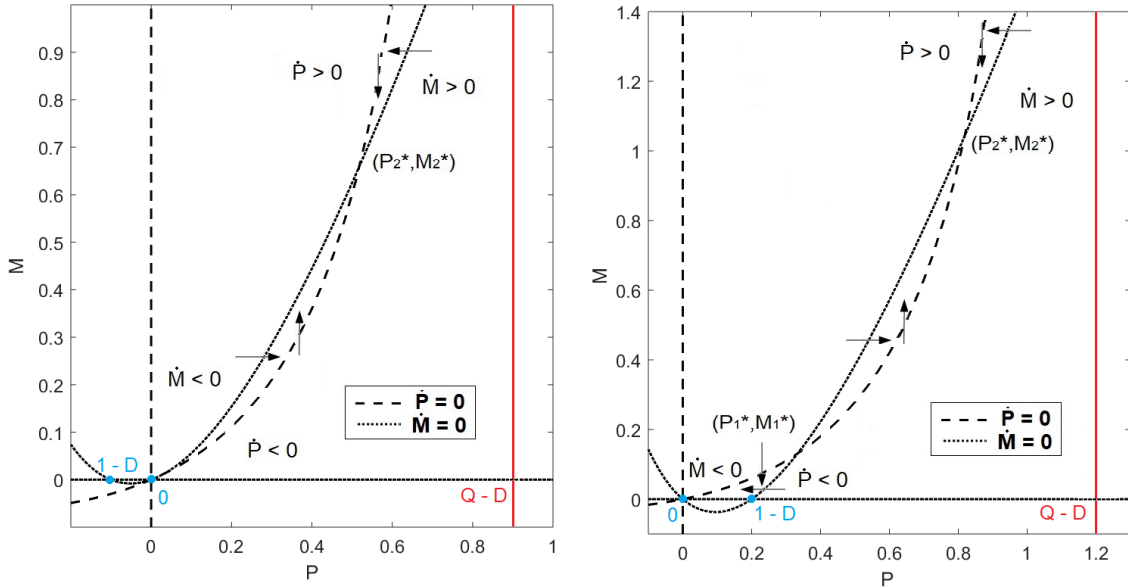 0.9
0.8
0.7
0.6
0.5
0.4
0.3
0.2
0.1
0
M
Ṗ > 0
Ṁ > 0
(P₂*,M₂*)
Ṁ < 0
Ṗ < 0
Ṗ = 0
Ṁ = 0
1 - D
0
Q - D
0 0.2 0.4 0.6 0.8 1
P
1.4
1.2
1
0.8
0.6
0.4
0.2
0
M
Ṗ > 0
Ṁ > 0
(P₂*,M₂*)
(P₁*,M₁*)
Ṁ < 0
Ṗ < 0
Ṗ = 0
Ṁ = 0
0
1 - D
Q - D
0 0.2 0.4 0.6 0.8 1 1.2
P